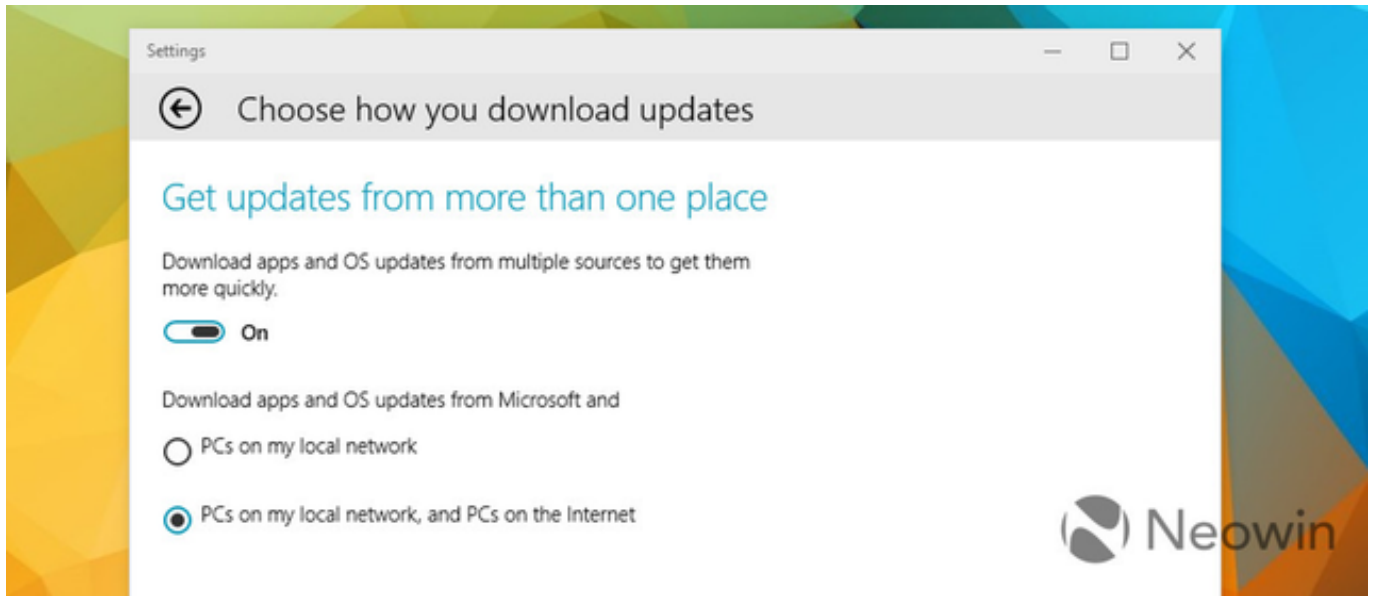 Settings
Choose how you download updates
Get updates from more than one place
Download apps and OS updates from multiple sources to get them
more quickly.
On
Download apps and OS updates from Microsoft and
PCs on my local network
PCs on my local network, and PCs on the Internet
Neowin